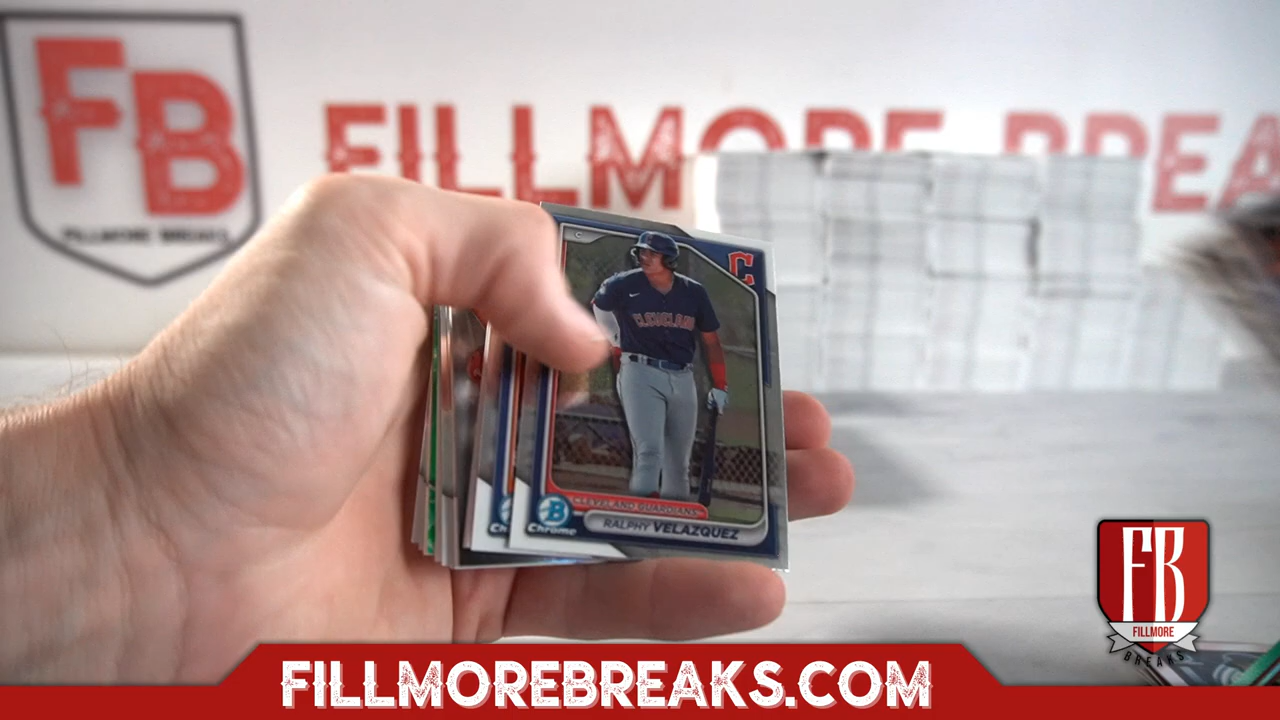 FB
FILLMORE BREAKS
FILLMORE BREA
C
CLEVELAND
CLEVELAND GUARDIANS
B
Chrome
RALPHY VELAZQUEZ
FB
FILLMORE
BREAKS
FILLMOREBREAKS.COM